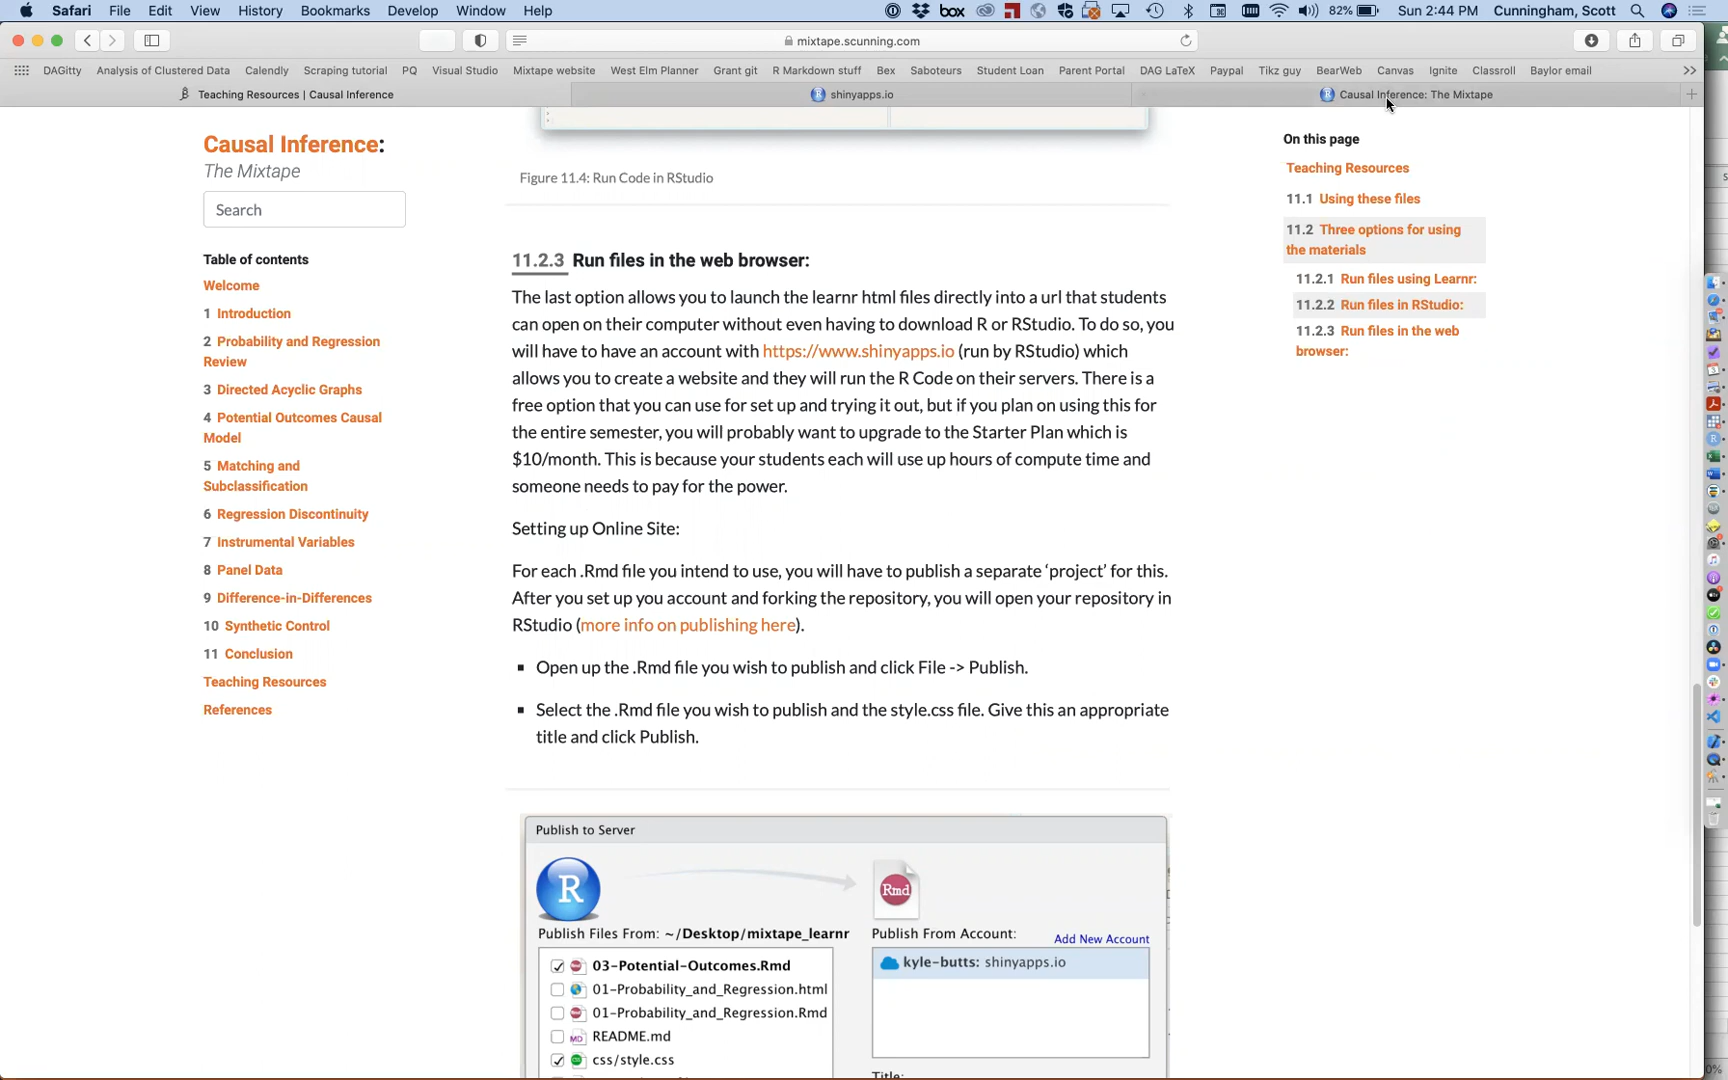 Safari File Edit View History Bookmarks Develop Window Help
box 82% Sun 2:44 PM Cunningham, Scott
mixtape.scunning.com
DAGitty Analysis of Clustered Data Calendly Scraping tutorial PQ Visual Studio Mixtape website West Elm Planner Grant git R Markdown stuff Bex Saboteurs Student Loan Parent Portal DAG LaTeX Paypal Tikz guy BearWeb Canvas Ignite Classroll Baylor email
Teaching Resources | Causal Inference shinyapps.io Causal Inference: The Mixtape
Causal Inference:
The Mixtape
Search
Table of contents
Welcome
1 Introduction
2 Probability and Regression
Review
3 Directed Acyclic Graphs
4 Potential Outcomes Causal
Model
5 Matching and
Subclassification
6 Regression Discontinuity
7 Instrumental Variables
8 Panel Data
9 Difference-in-Differences
10 Synthetic Control
11 Conclusion
Teaching Resources
References
Figure 11.4: Run Code in RStudio
11.2.3 Run files in the web browser:
The last option allows you to launch the learnr html files directly into a url that students
can open on their computer without even having to download R or RStudio. To do so, you
will have to have an account with https://www.shinyapps.io (run by RStudio) which
allows you to create a website and they will run the R Code on their servers. There is a
free option that you can use for set up and trying it out, but if you plan on using this for
the entire semester, you will probably want to upgrade to the Starter Plan which is
$10/month. This is because your students each will use up hours of compute time and
someone needs to pay for the power.
Setting up Online Site:
For each .Rmd file you intend to use, you will have to publish a separate ‘project’ for this.
After you set up you account and forking the repository, you will open your repository in
RStudio (more info on publishing here).
Open up the .Rmd file you wish to publish and click File -> Publish.
Select the .Rmd file you wish to publish and the style.css file. Give this an appropriate
title and click Publish.
Publish to Server
R
Rmd
Publish Files From: ~/Desktop/mixtape_learnr
Publish From Account:
Add New Account
03-Potential-Outcomes.Rmd
01-Probability_and_Regression.html
01-Probability_and_Regression.Rmd
README.md
css/style.css
kyle-butts: shinyapps.io
Title:
On this page
Teaching Resources
11.1 Using these files
11.2 Three options for using
the materials
11.2.1 Run files using Learnr:
11.2.2 Run files in RStudio:
11.2.3 Run files in the web
browser: